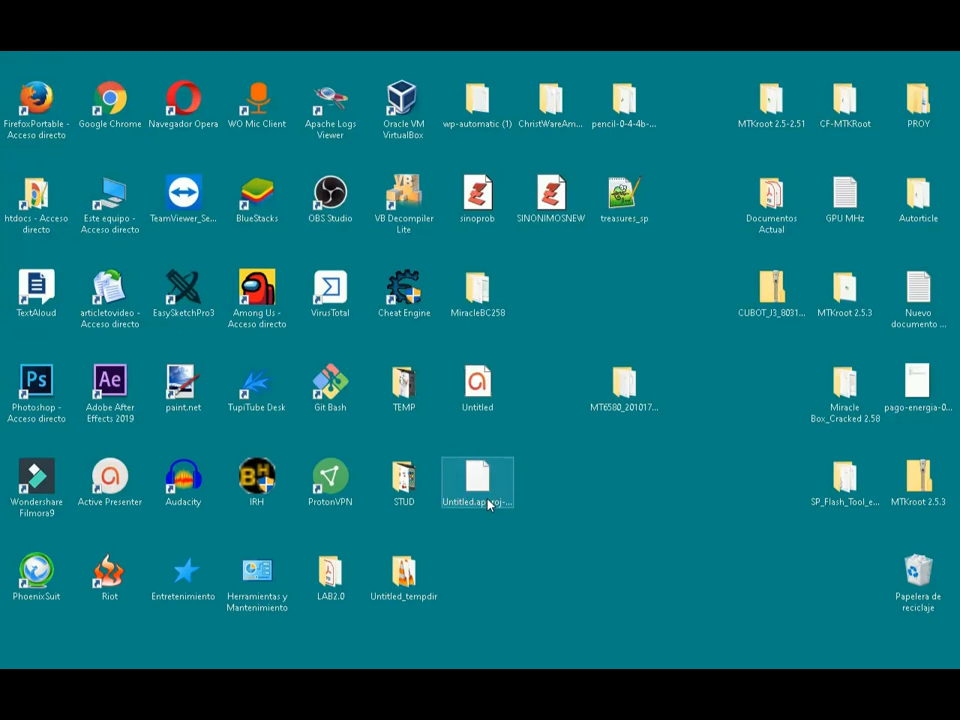 FirefoxPortable -
Acceso directo
Google Chrome
Navegador Opera
WO Mic Client
Apache Logs
Viewer
Oracle VM
VirtualBox
wp-automatic (1)
ChristWareAm...
pencil-0-4-4b-...
MTKroot 2.5-2.51
CF-MTKRoot
PROY
htdocs - Acceso
directo
Este equipo -
Acceso directo
TeamViewer_Se...
BlueStacks
OBS Studio
VB Decompiler
Lite
sinoprob
SINONIMOSNEW
treasures_sp
Documentos
Actual
GPU MHz
Autorticle
TextAloud
articletovideo -
Acceso directo
EasySketchPro3
Among Us -
Acceso directo
VirusTotal
Cheat Engine
MiracleBC258
CUBOT_J3_8031...
MTKroot 2.5.3
Nuevo
documento ...
Ps
Photoshop -
Acceso directo
Ae
Adobe After
Effects 2019
paint.net
TupiTube Desk
Git Bash
TEMP
Untitled
MT6580_201017...
Miracle
Box_Cracked 2.58
pago-energia-0...
Wondershare
Filmora9
Active Presenter
Audacity
BH
IRH
ProtonVPN
STUD
Untitled.approj-...
SP_Flash_Tool_e...
MTKroot 2.5.3
PhoenixSuit
Riot
Entretenimiento
Herramientas y
Mantenimiento
LAB2.0
Untitled_tempdir
Papelera de
reciclaje